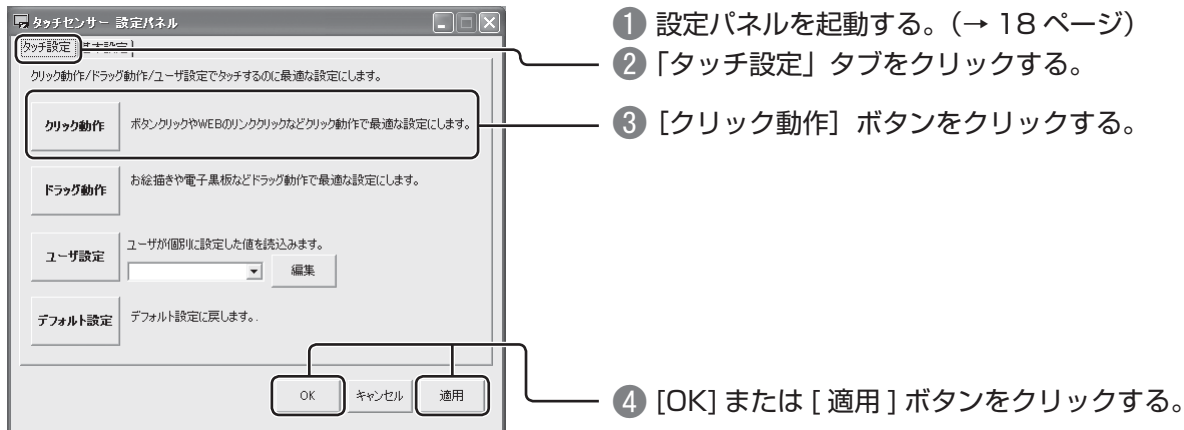 タッチセンサー 設定パネル
タッチ設定 基本設定
クリック動作/ドラッグ動作/ユーザ設定でタッチするのに最適な設定にします。
クリック動作 ボタンクリックやWEBのリンククリックなどクリック動作で最適な設定にします。
ドラッグ動作 お絵描きや電子黒板などドラッグ動作で最適な設定にします。
ユーザ設定 ユーザが個別に設定した値を読込みます。
編集
デフォルト設定 デフォルト設定に戻します。.
OK キャンセル 適用
❶ 設定パネルを起動する。(→ 18 ページ)
❷「タッチ設定」タブをクリックする。
❸ [クリック動作] ボタンをクリックする。
❹ [OK] または [ 適用 ] ボタンをクリックする。